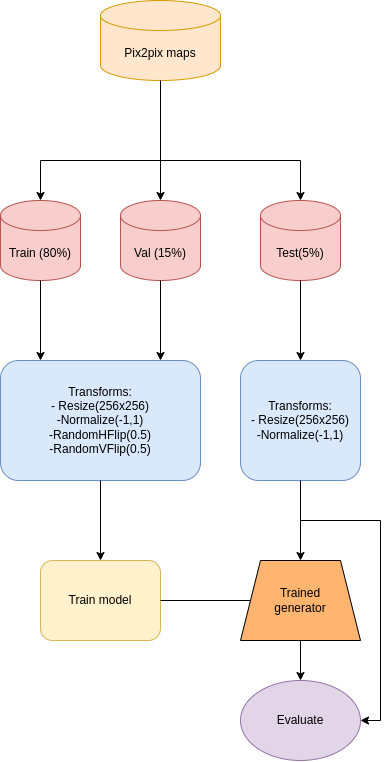 Pix2pix maps
Train (80%)
Val (15%)
Test(5%)
Transforms:
- Resize(256x256)
-Normalize(-1,1)
-RandomHFlip(0.5)
-RandomVFlip(0.5)
Transforms:
- Resize(256x256)
-Normalize(-1,1)
Train model
Trained
generator
Evaluate